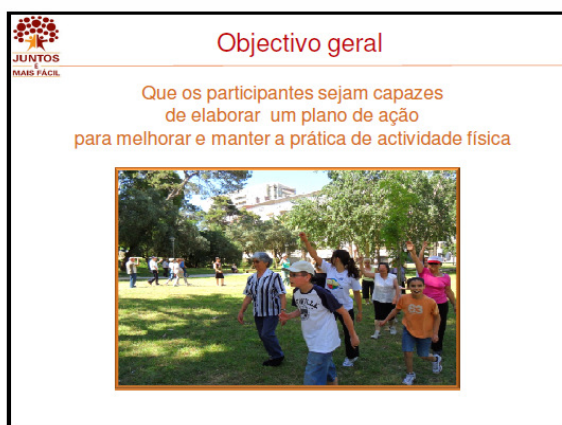 JUNTOS
É
MAIS FÁCIL
Objectivo geral
Que os participantes sejam capazes
de elaborar um plano de ação
para melhorar e manter a prática de actividade física
63